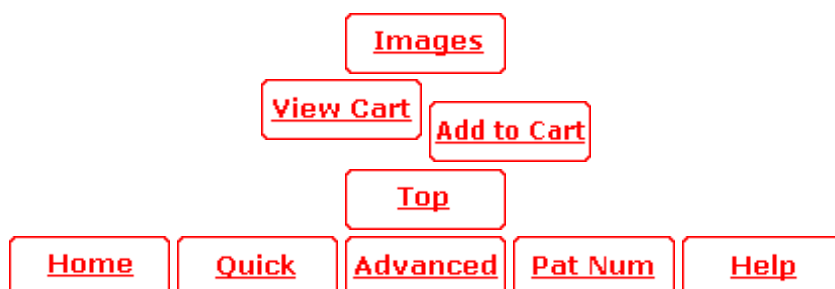 Images
View Cart
Add to Cart
Top
Home Quick Advanced Pat Num Help